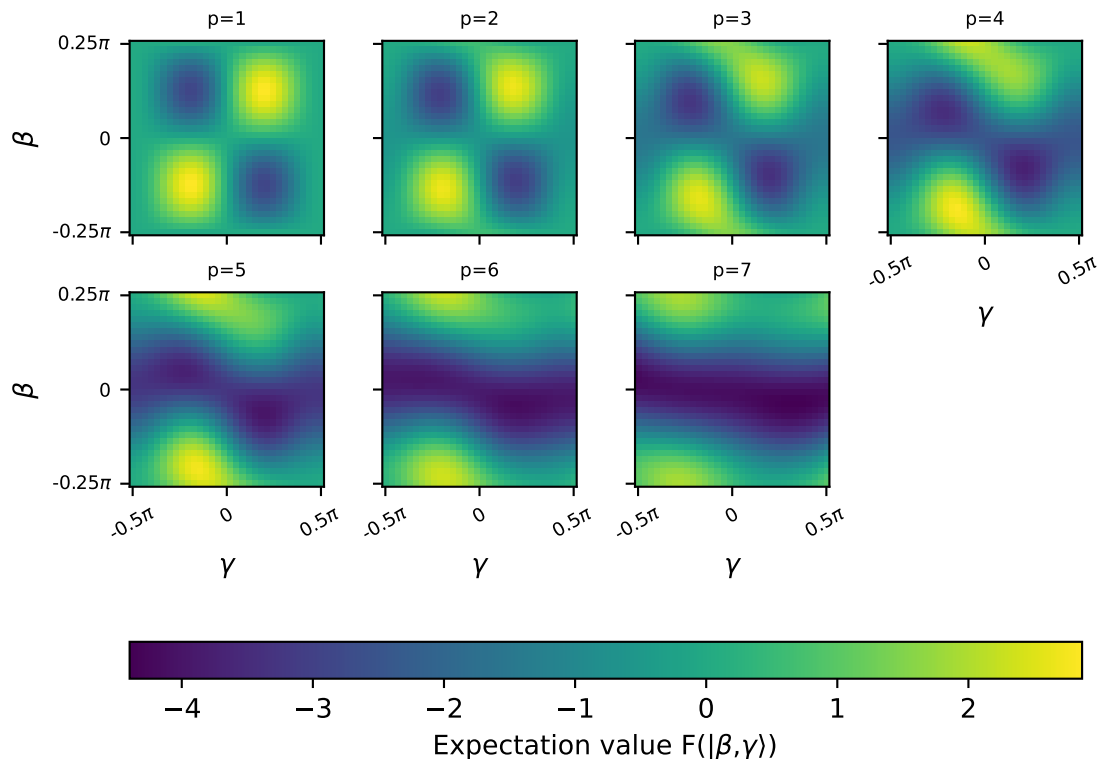 p=1
p=2
p=3
p=4
0.25π
0
-0.25π
β
-0.5π
0
0.5π
γ
p=5
p=6
p=7
0.25π
0
-0.25π
β
-0.5π
0
0.5π
γ
-0.5π
0
0.5π
γ
-0.5π
0
0.5π
γ
−4
−3
−2
−1
0
1
2
Expectation value F(|β,γ⟩)